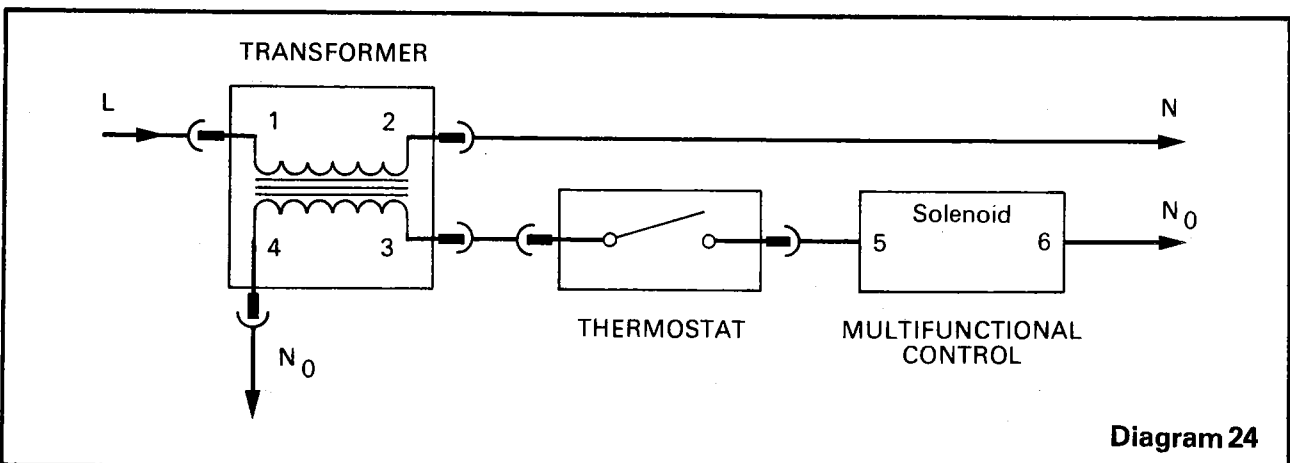 TRANSFORMER
L
1
2
N
4
3
Solenoid
5
6
N0
THERMOSTAT
MULTIFUNCTIONAL
CONTROL
N0
Diagram 24